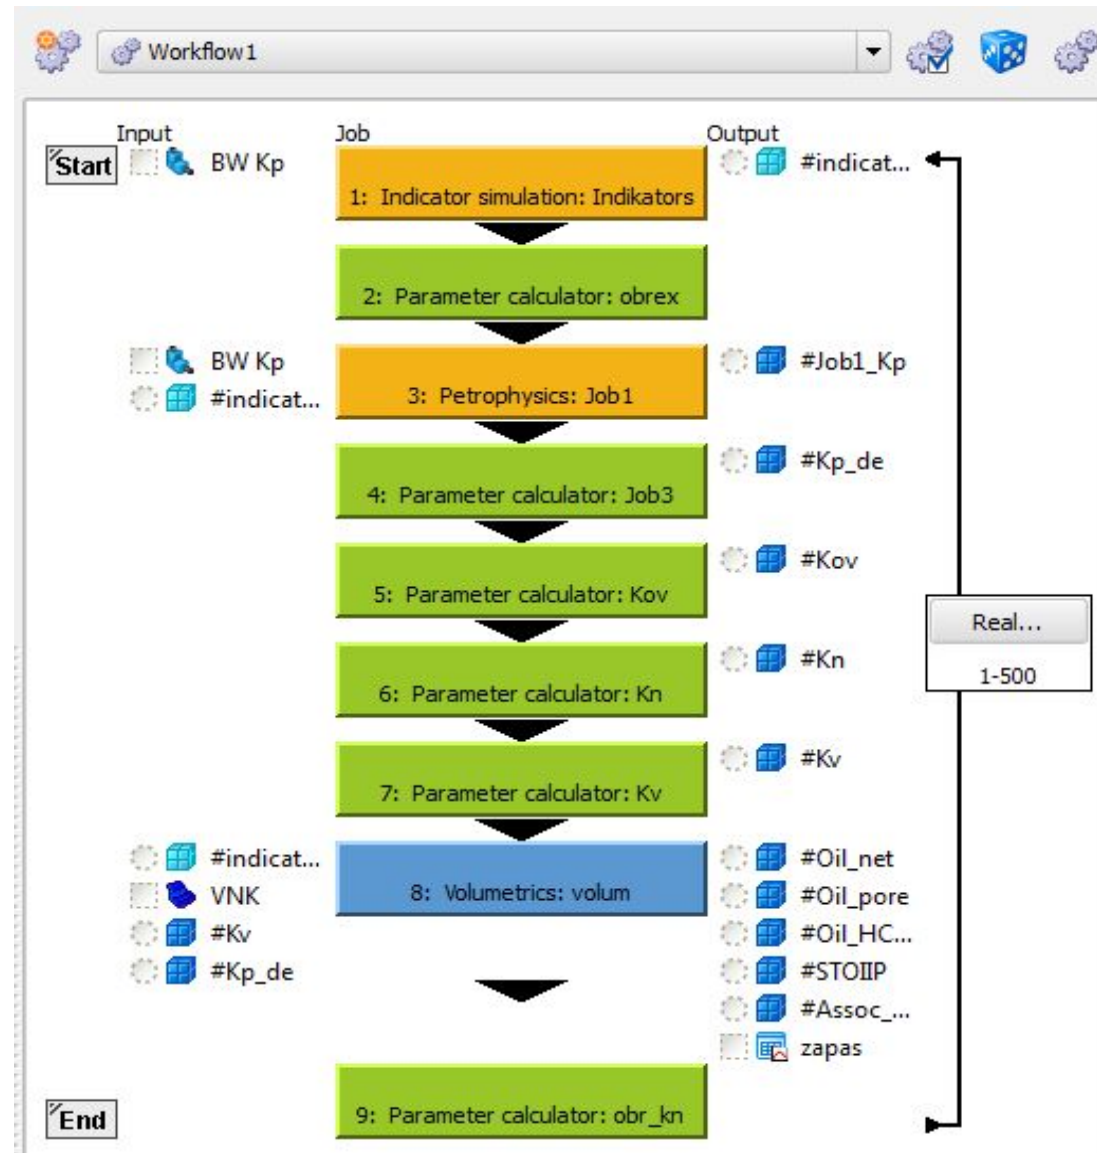 Workflow1
Input Job Output
Start BW Kp #indicat...
1: Indicator simulation: Indikators
2: Parameter calculator: obrex
BW Kp #Job1_Kp
#indicat... 3: Petrophysics: Job1
#Kp_de
4: Parameter calculator: Job3
#Kov
5: Parameter calculator: Kov
Real...
#Kn
1-500
6: Parameter calculator: Kn
#Kv
7: Parameter calculator: Kv
#indicat... #Oil_net
VNK 8: Volumetrics: volum #Oil_pore
#Kv #Oil_HC...
#Kp_de #STOIIP
#Assoc_...
zapas
End 9: Parameter calculator: obr_kn